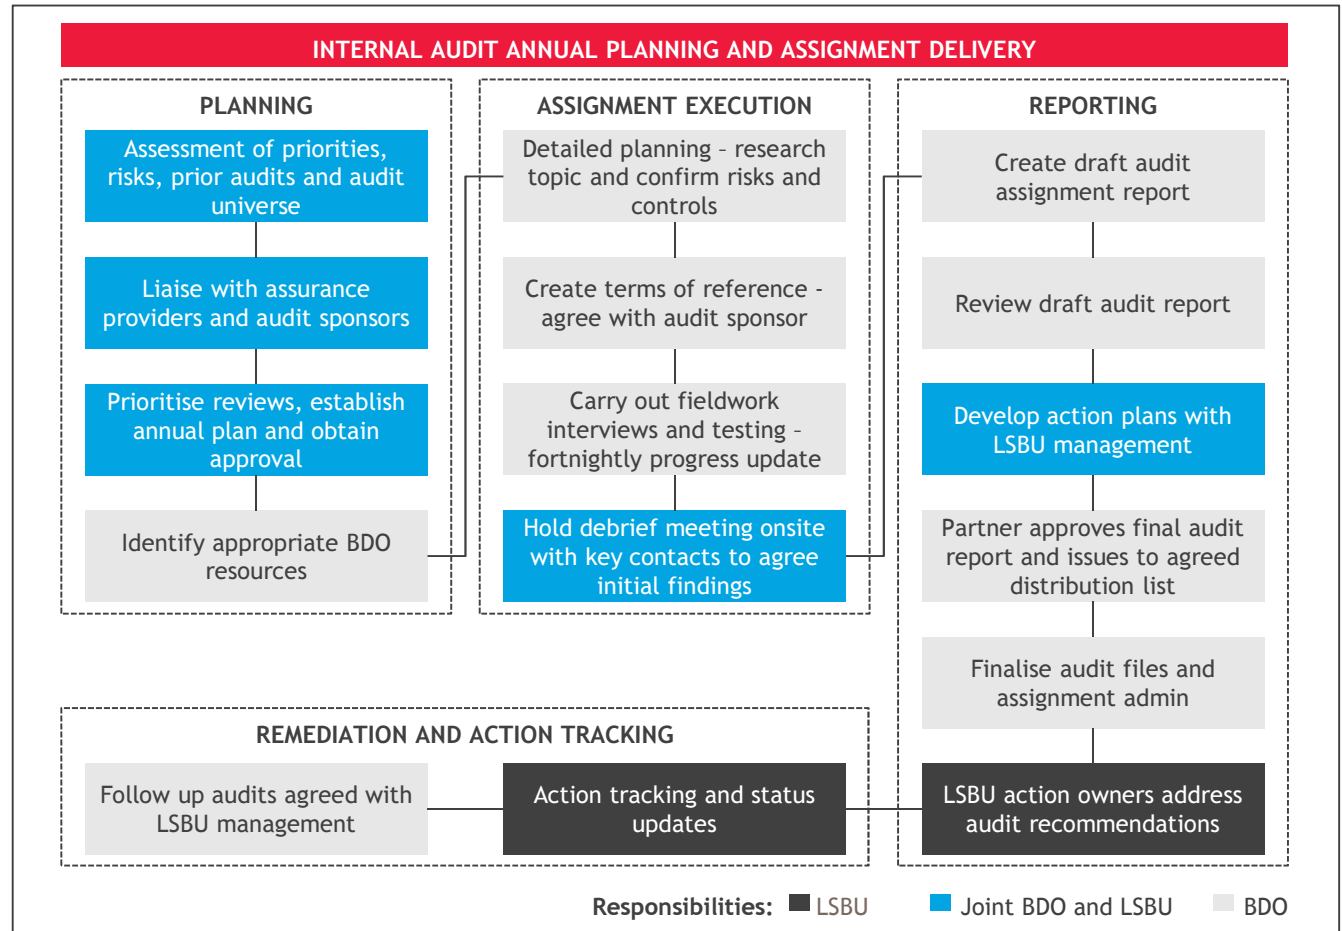 INTERNAL AUDIT ANNUAL PLANNING AND ASSIGNMENT DELIVERY
PLANNING
Assessment of priorities,
risks, prior audits and audit
universe
Liaise with assurance
providers and audit sponsors
Prioritise reviews, establish
annual plan and obtain
approval
Identify appropriate BDO
resources
ASSIGNMENT EXECUTION
Detailed planning – research
topic and confirm risks and
controls
Create terms of reference -
agree with audit sponsor
Carry out fieldwork
interviews and testing –
fortnightly progress update
Hold debrief meeting onsite
with key contacts to agree
initial findings
REPORTING
Create draft audit
assignment report
Review draft audit report
Develop action plans with
LSBU management
Partner approves final audit
report and issues to agreed
distribution list
Finalise audit files and
assignment admin
LSBU action owners address
audit recommendations
REMEDIATION AND ACTION TRACKING
Follow up audits agreed with
LSBU management
Action tracking and status
updates
Responsibilities: LSBU Joint BDO and LSBU BDO